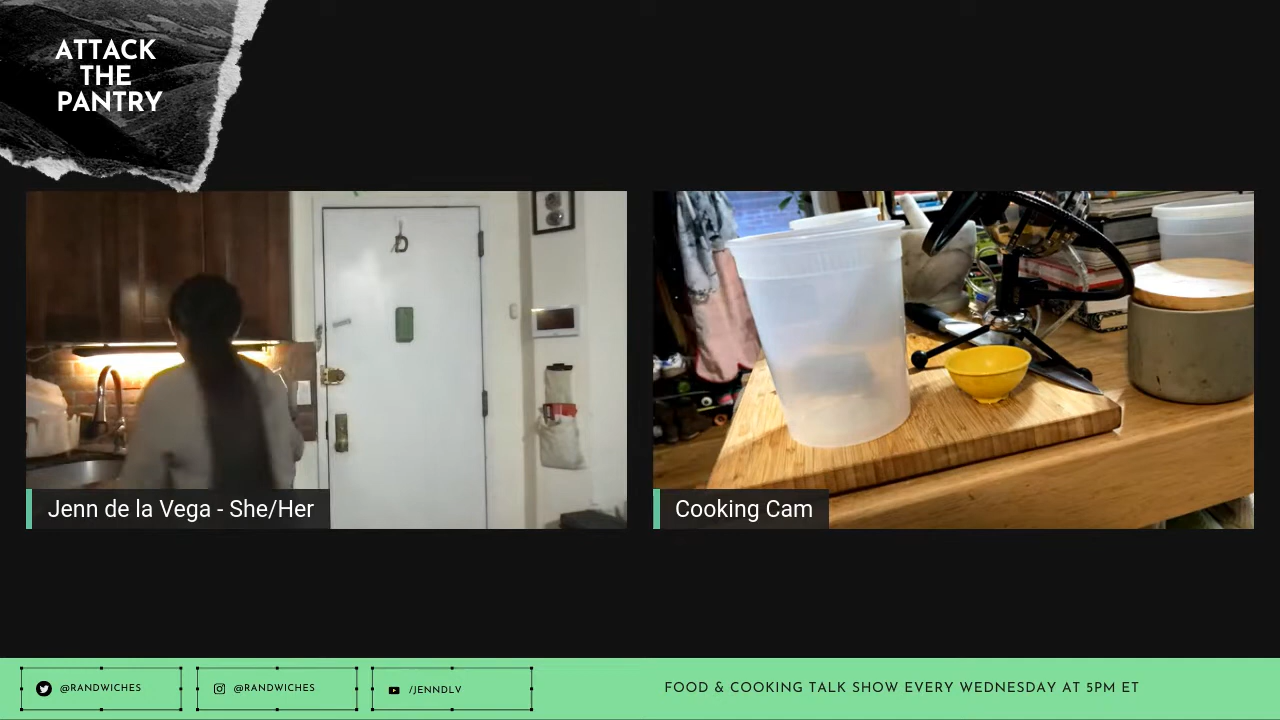 ATTACK
THE
PANTRY
D
Jenn de la Vega - She/Her
Cooking Cam
@RANDWICHES
@RANDWICHES
/JENNDLV
FOOD & COOKING TALK SHOW EVERY WEDNESDAY AT 5PM ET